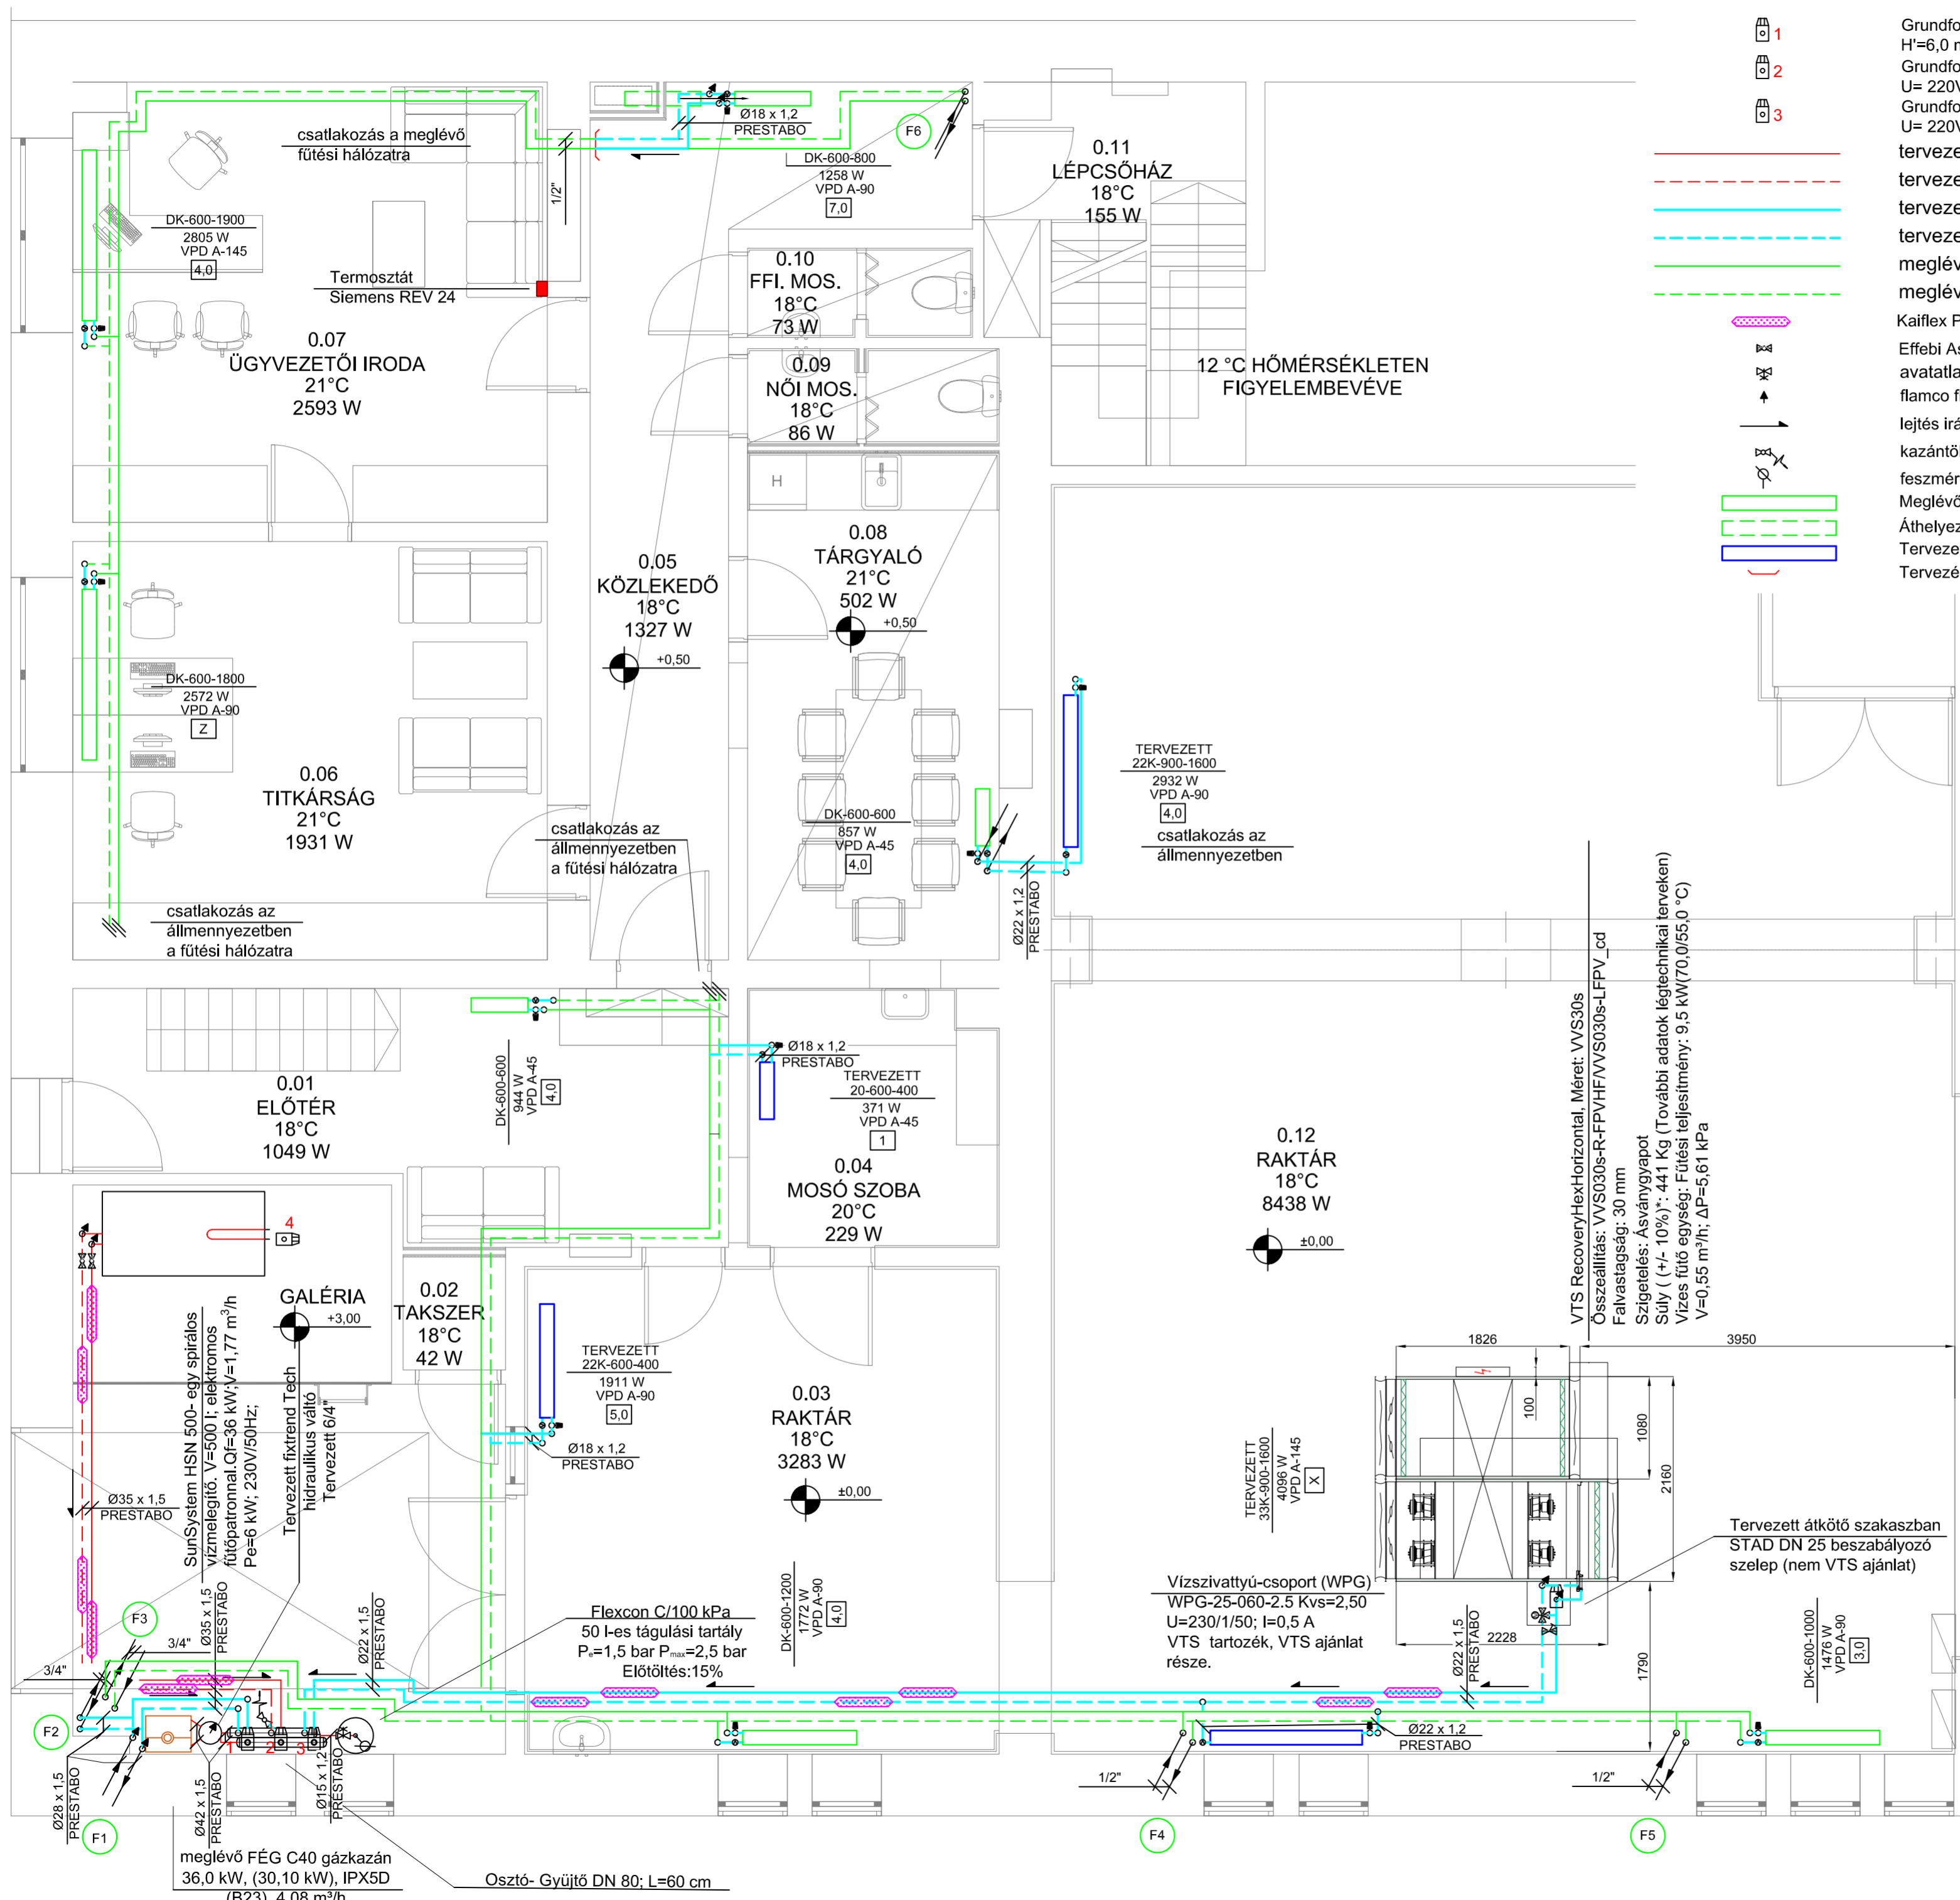 1
Grundfo
H'=6,0 m
2
Grundfo
U= 220V
3
Grundfo
U= 220V
terveze
terveze
terveze
terveze
meglév
meglév
Kaiflex P
Effebi As
avatatla
flamco f
lejtés irá
kazántöl
feszmér
Meglévő
Áthelyez
Terveze
Tervezé
csatlakozás a meglévő
fűtési hálózatra
1/2"
Ø18 x 1,2
PRESTABO
F6
DK-600-800
1258 W
VPD A-90
7,0
0.11
LÉPCSŐHÁZ
18°C
155 W
DK-600-1900
2805 W
VPD A-145
4,0
Termosztát
Siemens REV 24
0.10
FFI. MOS.
18°C
73 W
0.07
ÜGYVEZETŐI IRODA
21°C
2593 W
0.09
NŐI MOS.
18°C
86 W
12 °C HŐMÉRSÉKLETEN
FIGYELEMBEVÉVE
H
0.05
KÖZLEKEDŐ
18°C
1327 W
+0,50
0.08
TÁRGYALÓ
21°C
502 W
+0,50
DK-600-1800
2572 W
VPD A-90
Z
0.06
TITKÁRSÁG
21°C
1931 W
TERVEZETT
22K-900-1600
2932 W
VPD A-90
4,0
csatlakozás az
állmennyezetben
DK-600-600
857 W
VPD A-45
4,0
csatlakozás az
állmennyezetben
a fűtési hálózatra
Ø22 x 1,2
PRESTABO
csatlakozás az
állmennyezetben
a fűtési hálózatra
VTS RecoveryHexHorizontal, Méret: VVS30s
Összeállítás: VVS030s-R-FPVHF/VVS030s-LFPV_cd
Falvastagság: 30 mm
Szigetelés: Ásványgyapot
Súly ( (+/- 10%)*: 441 Kg (További adatok légtechnikai terveken)
Vizes fűtő egység: Fűtési teljesítmény: 9,5 kW(70,0/55,0 °C)
V=0,55 m³/h; ΔP=5,61 kPa
0.01
ELŐTÉR
18°C
1049 W
DK-600-600
944 W
VPD A-45
4,0
Ø18 x 1,2
PRESTABO
TERVEZETT
20-600-400
371 W
VPD A-45
1
0.04
MOSÓ SZOBA
20°C
229 W
0.12
RAKTÁR
18°C
8438 W
±0,00
4
GALÉRIA
+3,00
0.02
TAKSZER
18°C
42 W
SunSystem HSN 500- egy spirálos
vízmelegítő. V=500 l; elektromos
fűtőpatronnal.Qf=36 kW;V=1,77 m³/h
Pe=6 kW; 230V/50Hz;
Tervezett fixtrend Tech
hidraulikus váltó
Tervezett 6/4"
TERVEZETT
22K-600-400
1911 W
VPD A-90
5,0
Ø18 x 1,2
PRESTABO
0.03
RAKTÁR
18°C
3283 W
±0,00
1826
3950
100
1080
2160
TERVEZETT
33K-900-1600
4096 W
VPD A-145
X
Ø35 x 1,5
PRESTABO
Tervezett átkötő szakaszban
STAD DN 25 beszabályozó
szelep (nem VTS ajánlat)
Vízszivattyú-csoport (WPG)
WPG-25-060-2.5 Kvs=2,50
U=230/1/50; I=0,5 A
VTS tartozék, VTS ajánlat
része.
2228
1790
Ø22 x 1,5
PRESTABO
DK-600-1000
1476 W
VPD A-90
3,0
Flexcon C/100 kPa
50 l-es tágulási tartály
Pₑ=1,5 bar Pₘₐₓ=2,5 bar
Előtöltés:15%
DK-600-1200
1772 W
VPD A-90
4,0
F3
3/4"
3/4"
Ø35 x 1,5
PRESTABO
Ø22 x 1,5
PRESTABO
F2
1
2
3
Ø22 x 1,2
PRESTABO
1/2"
1/2"
Ø28 x 1,5
PRESTABO
Ø42 x 1,5
PRESTABO
Ø15 x 1,2
PRESTABO
F1
F4
F5
meglévő FÉG C40 gázkazán
36,0 kW, (30,10 kW), IPX5D
(B23), 4,08 m³/h
Osztó- Gyüjtő DN 80; L=60 cm